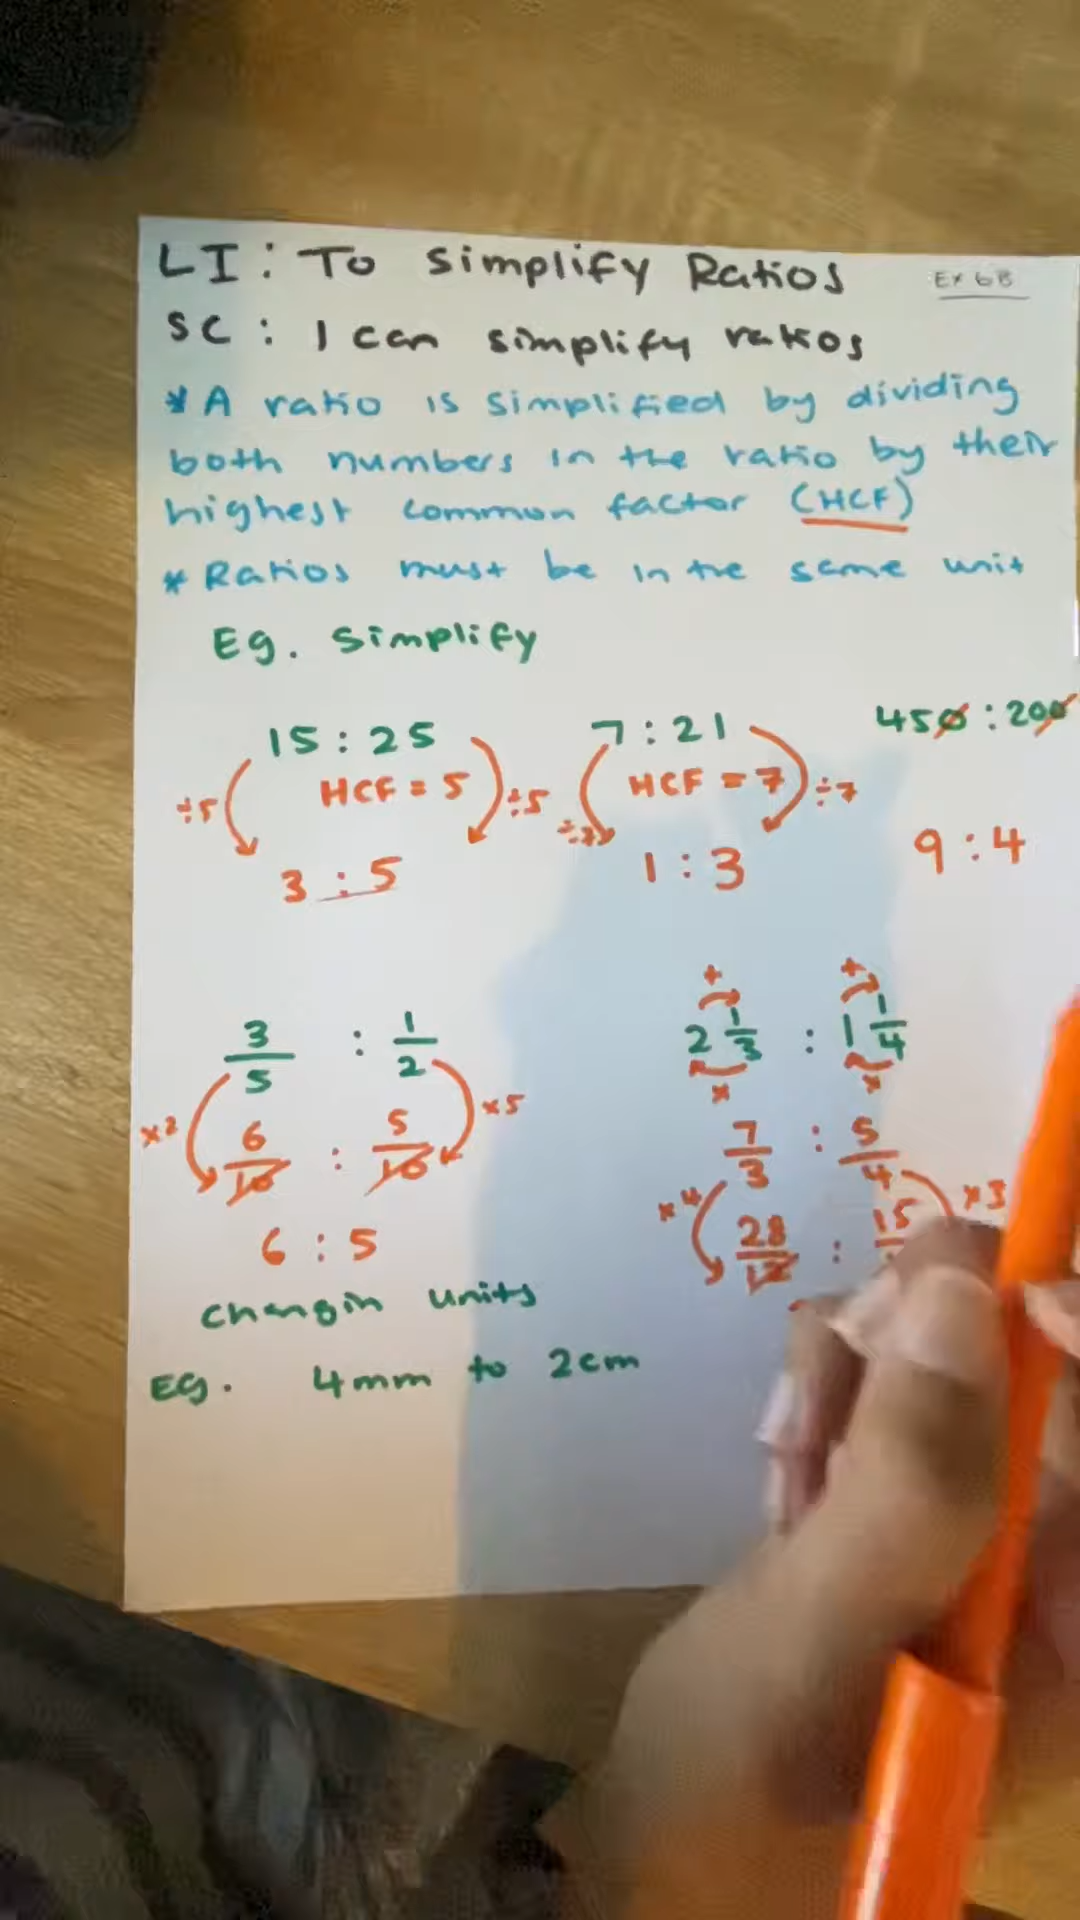 LI: To Simplify Ratios
Ex 6B
SC: I can simplify ratios
* A ratio is simplified by dividing
both numbers in the ratio by their
highest common factor (HCF)
* Ratios must be in the same unit
Eg. Simplify
15 : 25
7 : 21
450 : 200
÷5 HCF = 5 ÷5
÷7 HCF = 7 ÷7
3 : 5
1 : 3
9 : 4
3/5 : 1/2
×2 ×5
6/10 : 5/10
6 : 5
+ +
2 1/3 : 1 1/4
× ×
7/3 : 5/4
×4 ×3
28/12 : 15
Changin units
EG. 4mm to 2cm